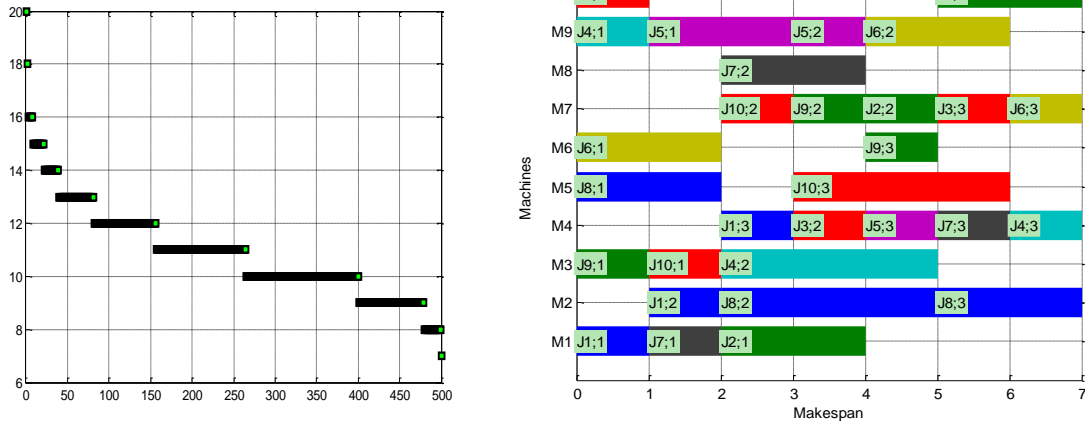 20
18
16
14
12
10
8
6
0 50 100 150 200 250 300 350 400 450 500
M9 J4;1 J5;1 J5;2 J6;2
M8 J7;2
M7 J10;2 J9;2 J2;2 J3;3 J6;3
M6 J6;1 J9;3
M5 J8;1 J10;3
M4 J1;3 J3;2 J5;3 J7;3 J4;3
M3 J9;1 J10;1 J4;2
M2 J1;2 J8;2 J8;3
M1 J1;1 J7;1 J2;1
0 1 2 3 4 5 6 7
Makespan
Machines